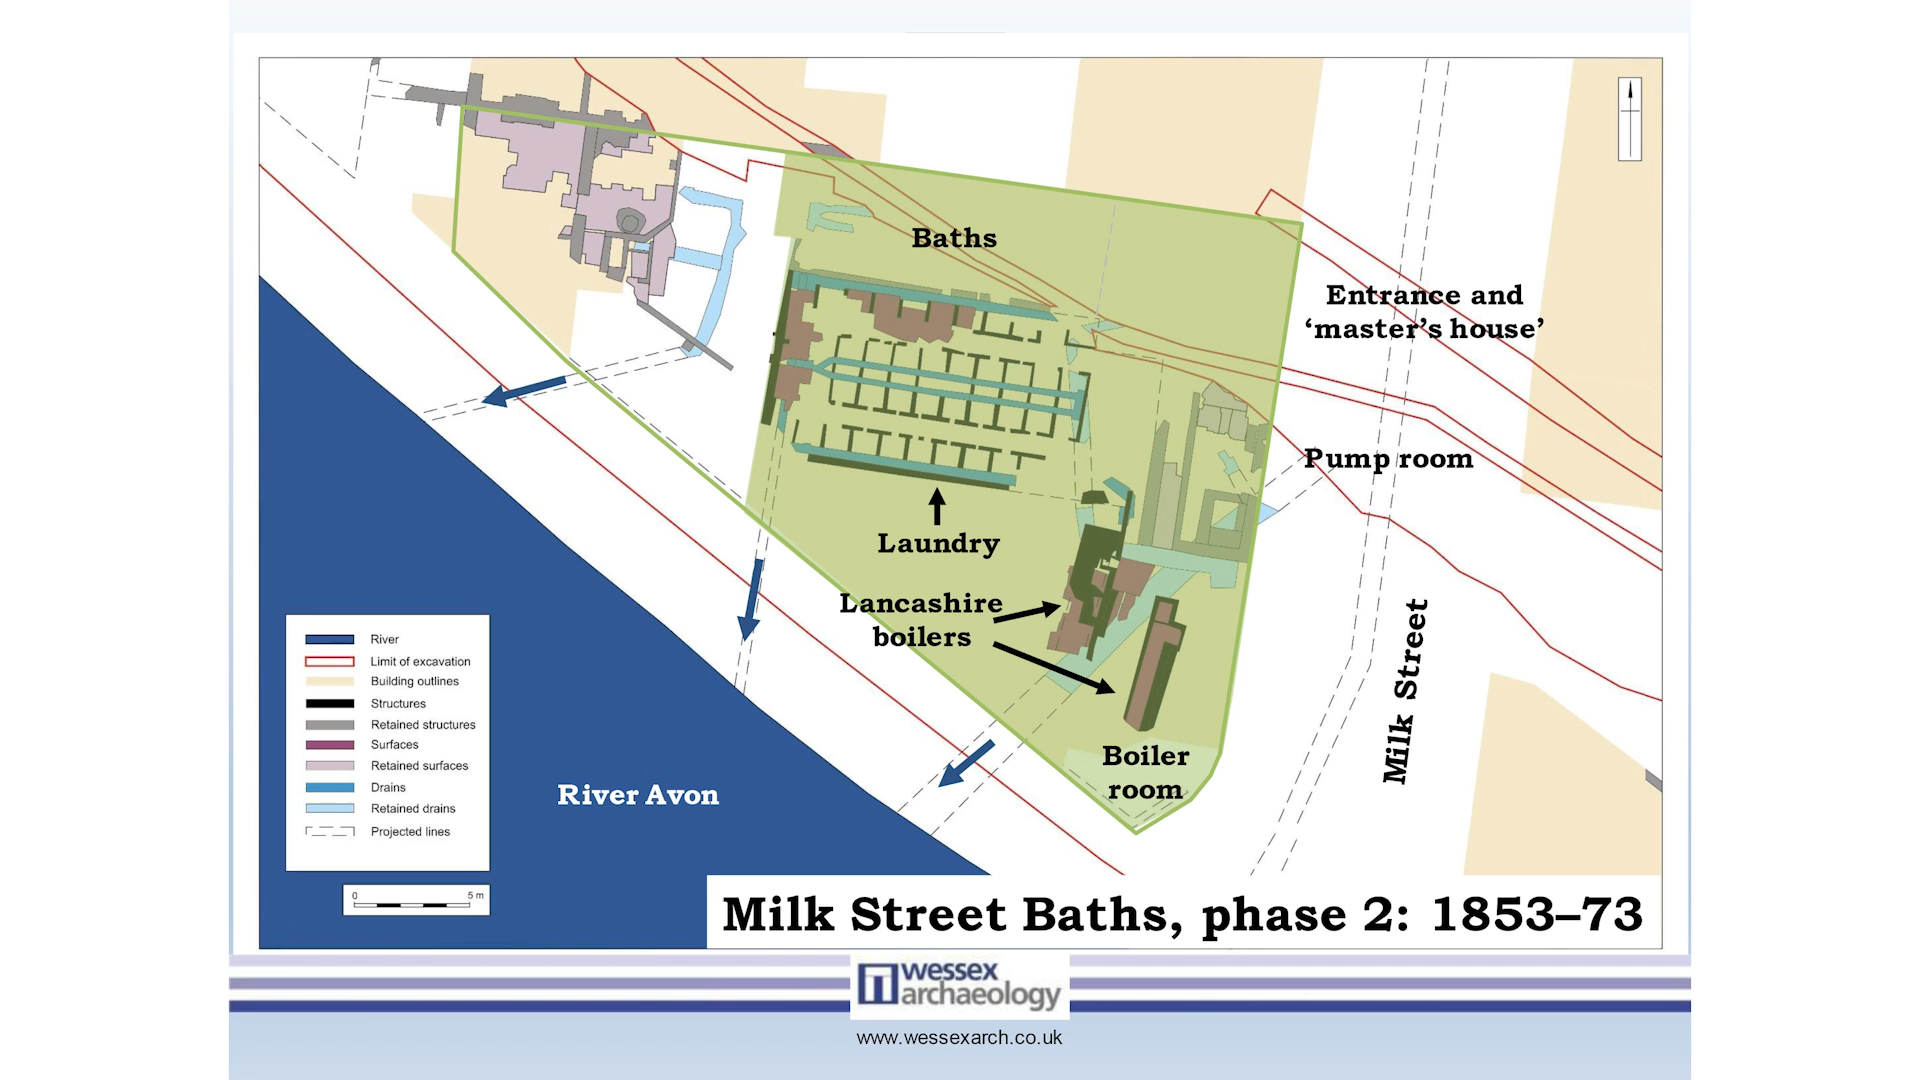 Baths
Entrance and
‘master’s house’
Pump room
Laundry
Lancashire
boilers
Milk Street
Boiler
room
River Avon
River
Limit of excavation
Building outlines
Structures
Retained structures
Surfaces
Retained surfaces
Drains
Retained drains
Projected lines
0 5 m
Milk Street Baths, phase 2: 1853–73
wessex
archaeology
www.wessexarch.co.uk